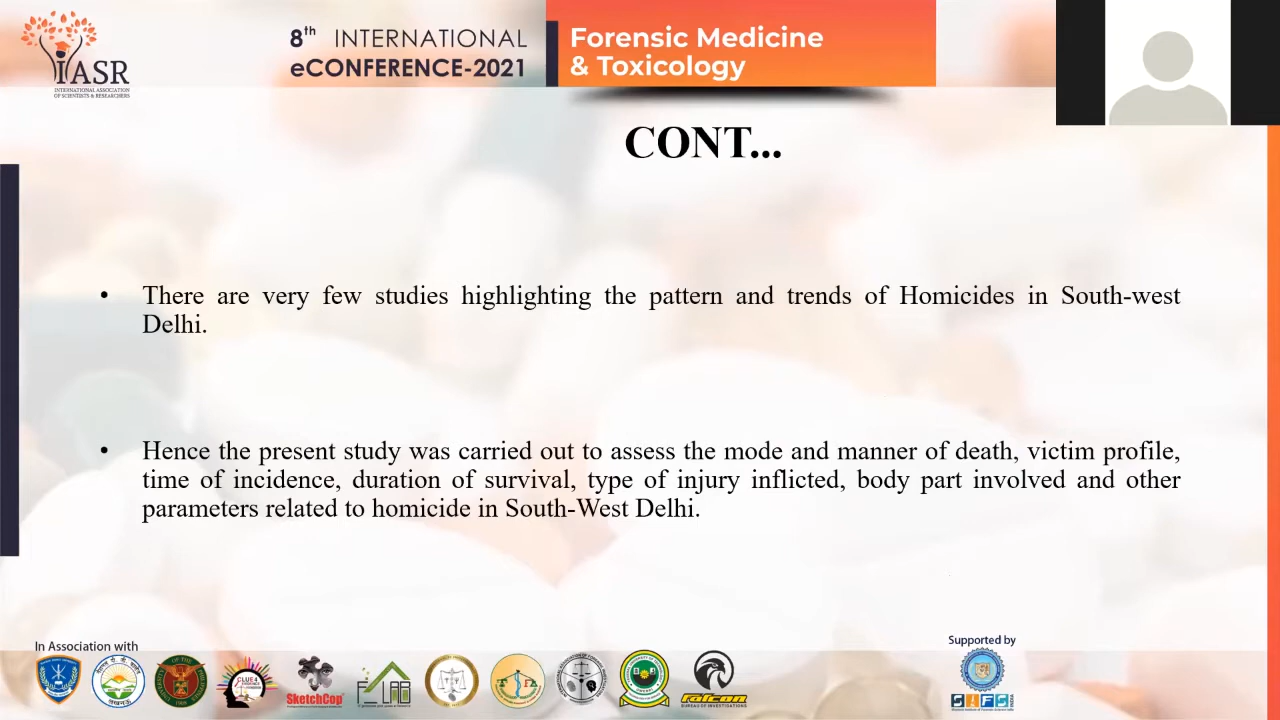 IASR
INTERNATIONAL ASSOCIATION
OF SCIENTISTS & RESEARCHERS
8th INTERNATIONAL
eCONFERENCE-2021
Forensic Medicine
& Toxicology
CONT...
• There are very few studies highlighting the pattern and trends of Homicides in South-west
Delhi.
• Hence the present study was carried out to assess the mode and manner of death, victim profile,
time of incidence, duration of survival, type of injury inflicted, body part involved and other
parameters related to homicide in South-West Delhi.
In Association with
Supported by
CLUE4
SketchCop
F-LAB
Falcon
BUREAU OF INVESTIGATIONS
SIFS